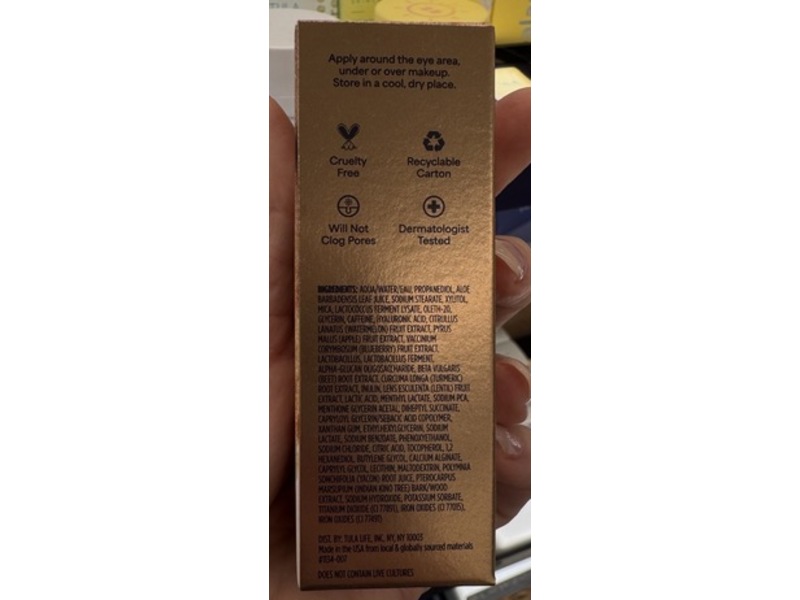 Apply around the eye area,
under or over makeup.
Store in a cool, dry place.
Cruelty
Free
Recyclable
Carton
Will Not
Clog Pores
Dermatologist
Tested
INGREDIENTS: AQUA/WATER/EAU, PROPANEDIOL, ALOE
BARBADENSIS LEAF JUICE, SODIUM STEARATE, XYLITOL,
MICA, LACTOCOCCUS FERMENT LYSATE, OLETH-20,
GLYCERIN, CAFFEINE, HYALURONIC ACID, CITRULLUS
LANATUS (WATERMELON) FRUIT EXTRACT, PYRUS
MALUS (APPLE) FRUIT EXTRACT, VACCINIUM
CORYMBOSUM (BLUEBERRY) FRUIT EXTRACT,
LACTOBACILLUS, LACTOBACILLUS FERMENT,
ALPHA-GLUCAN OLIGOSACCHARIDE, BETA VULGARIS
(BEET) ROOT EXTRACT, CURCUMA LONGA (TURMERIC)
ROOT EXTRACT, INULIN, LENS ESCULENTA (LENTIL) FRUIT
EXTRACT, LACTIC ACID, MENTHYL LACTATE, SODIUM PCA,
MENTHONE GLYCERIN ACETAL, DIHEPTYL SUCCINATE,
CAPRYLOYL GLYCERIN/SEBACIC ACID COPOLYMER,
XANTHAN GUM, ETHYLHEXYLGLYCERIN, SODIUM
LACTATE, SODIUM BENZOATE, PHENOXYETHANOL,
SODIUM CHLORIDE, CITRIC ACID, TOCOPHEROL, 1,2
HEXANEDIOL, BUTYLENE GLYCOL, CALCIUM ALGINATE,
CAPRYLYL GLYCOL, LECITHIN, MALTODEXTRIN, POLYMNIA
SONCHIFOLIA (YACON) ROOT JUICE, PTEROCARPUS
MARSUPIUM (INDIAN KINO TREE) BARK/WOOD
EXTRACT, SODIUM HYDROXIDE, POTASSIUM SORBATE,
TITANIUM DIOXIDE (CI 77891), IRON OXIDES (CI 77015),
IRON OXIDES (CI 77491)
DIST. BY: TULA LIFE, INC, NY, NY 10003
Made in the USA from local & globally sourced materials
DOES NOT CONTAIN LIVE CULTURES